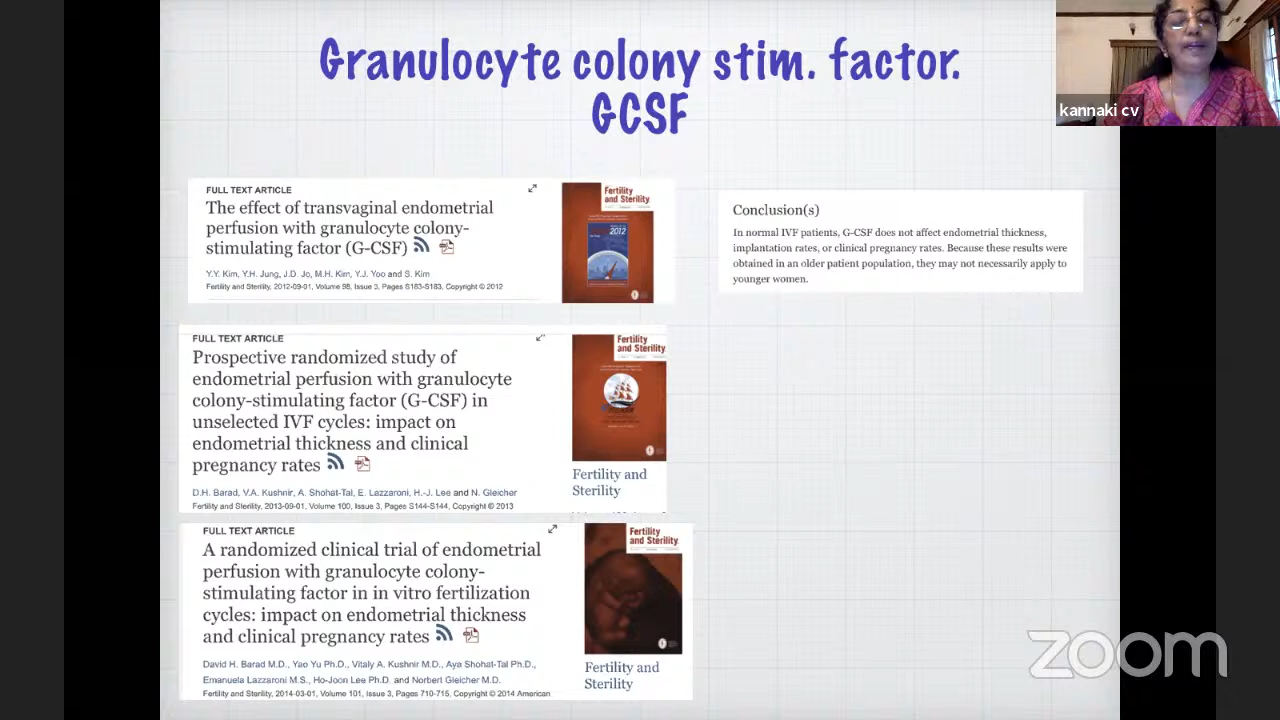 Granulocyte colony stim. factor.
GCSF
kannaki cv
FULL TEXT ARTICLE
The effect of transvaginal endometrial
perfusion with granulocyte colony-
stimulating factor (G-CSF)
Y.Y. Kim, Y.H. Jung, J.D. Jo, M.H. Kim, Y.J. Yoo and S. Kim
Fertility and Sterility, 2012-09-01, Volume 98, Issue 3, Pages S183-S183, Copyright © 2012
Fertility
and Sterility
2012
Conclusion(s)
In normal IVF patients, G-CSF does not affect endometrial thickness,
implantation rates, or clinical pregnancy rates. Because these results were
obtained in an older patient population, they may not necessarily apply to
younger women.
FULL TEXT ARTICLE
Prospective randomized study of
endometrial perfusion with granulocyte
colony-stimulating factor (G-CSF) in
unselected IVF cycles: impact on
endometrial thickness and clinical
pregnancy rates
D.H. Barad, V.A. Kushnir, A. Shohat-Tal, E. Lazzaroni, H.-J. Lee and N. Gleicher
Fertility and Sterility, 2013-09-01, Volume 100, Issue 3, Pages S144-S144, Copyright © 2013
Fertility
and Sterility
Fertility and
Sterility
FULL TEXT ARTICLE
A randomized clinical trial of endometrial
perfusion with granulocyte colony-
stimulating factor in in vitro fertilization
cycles: impact on endometrial thickness
and clinical pregnancy rates
David H. Barad M.D., Yao Yu Ph.D., Vitaly A. Kushnir M.D., Aya Shohat-Tal Ph.D.,
Emanuela Lazzaroni M.S., Ho-Joon Lee Ph.D. and Norbert Gleicher M.D.
Fertility and Sterility, 2014-03-01, Volume 101, Issue 3, Pages 710-715, Copyright © 2014 American
Fertility
and Sterility
Fertility and
Sterility
zoom